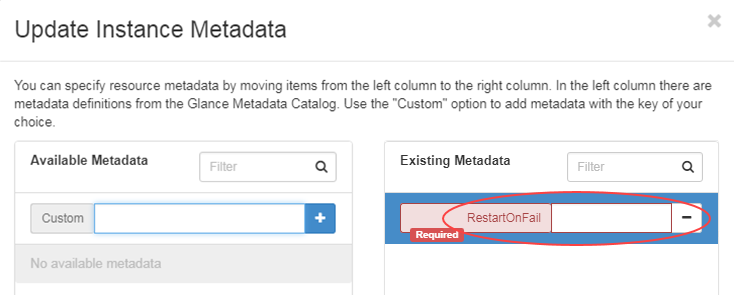 Update Instance Metadata
×
You can specify resource metadata by moving items from the left column to the right column. In the left column there are
metadata definitions from the Glance Metadata Catalog. Use the "Custom" option to add metadata with the key of your
choice.
Available Metadata
Filter
Custom
+
No available metadata
Existing Metadata
Filter
RestartOnFail
−
Required